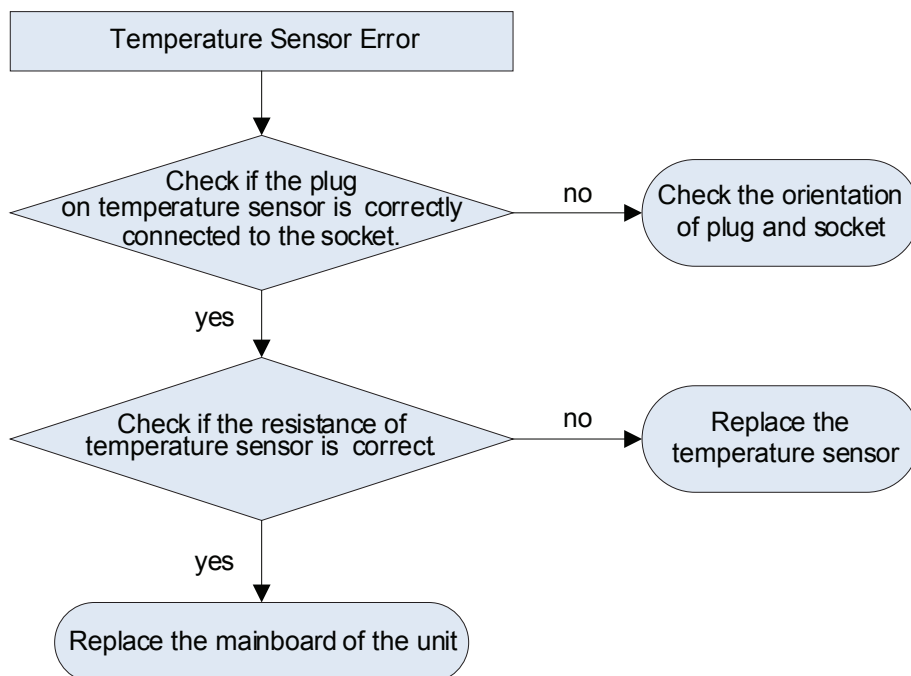 Temperature Sensor Error
Check if the plug
on temperature sensor is correctly
connected to the socket.
no
Check the orientation
of plug and socket
yes
Check if the resistance of
temperature sensor is correct.
no
Replace the
temperature sensor
yes
Replace the mainboard of the unit